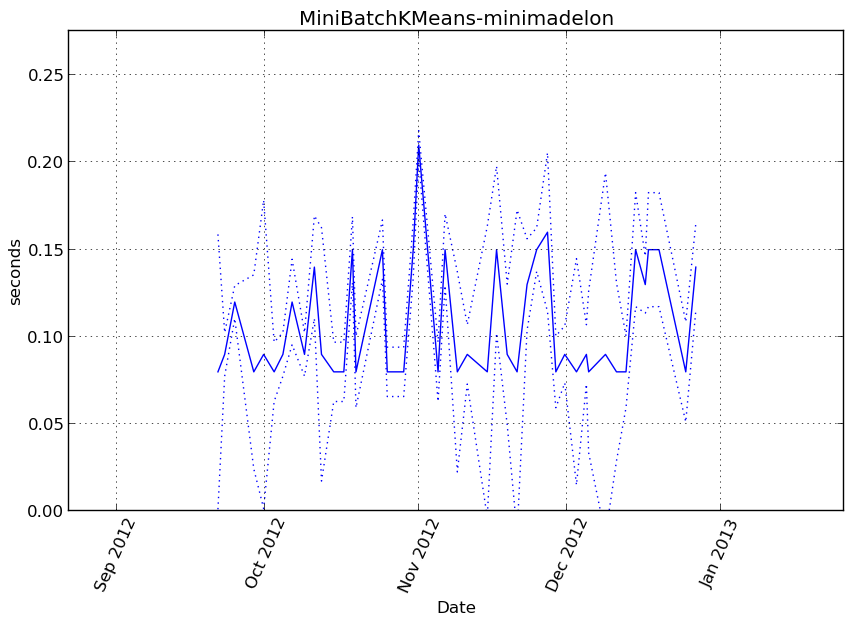 MiniBatchKMeans-minimadelon
0.25
0.20
0.15
0.10
0.05
0.00
seconds
Sep 2012
Oct 2012
Nov 2012
Dec 2012
Jan 2013
Date